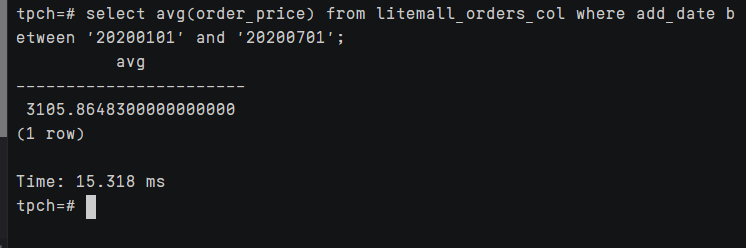 tpch=# select avg(order_price) from litemall_orders_col where add_date b
etween '20200101' and '20200701';
avg
------------------------
3105.8648300000000000
(1 row)
Time: 15.318 ms
tpch=#